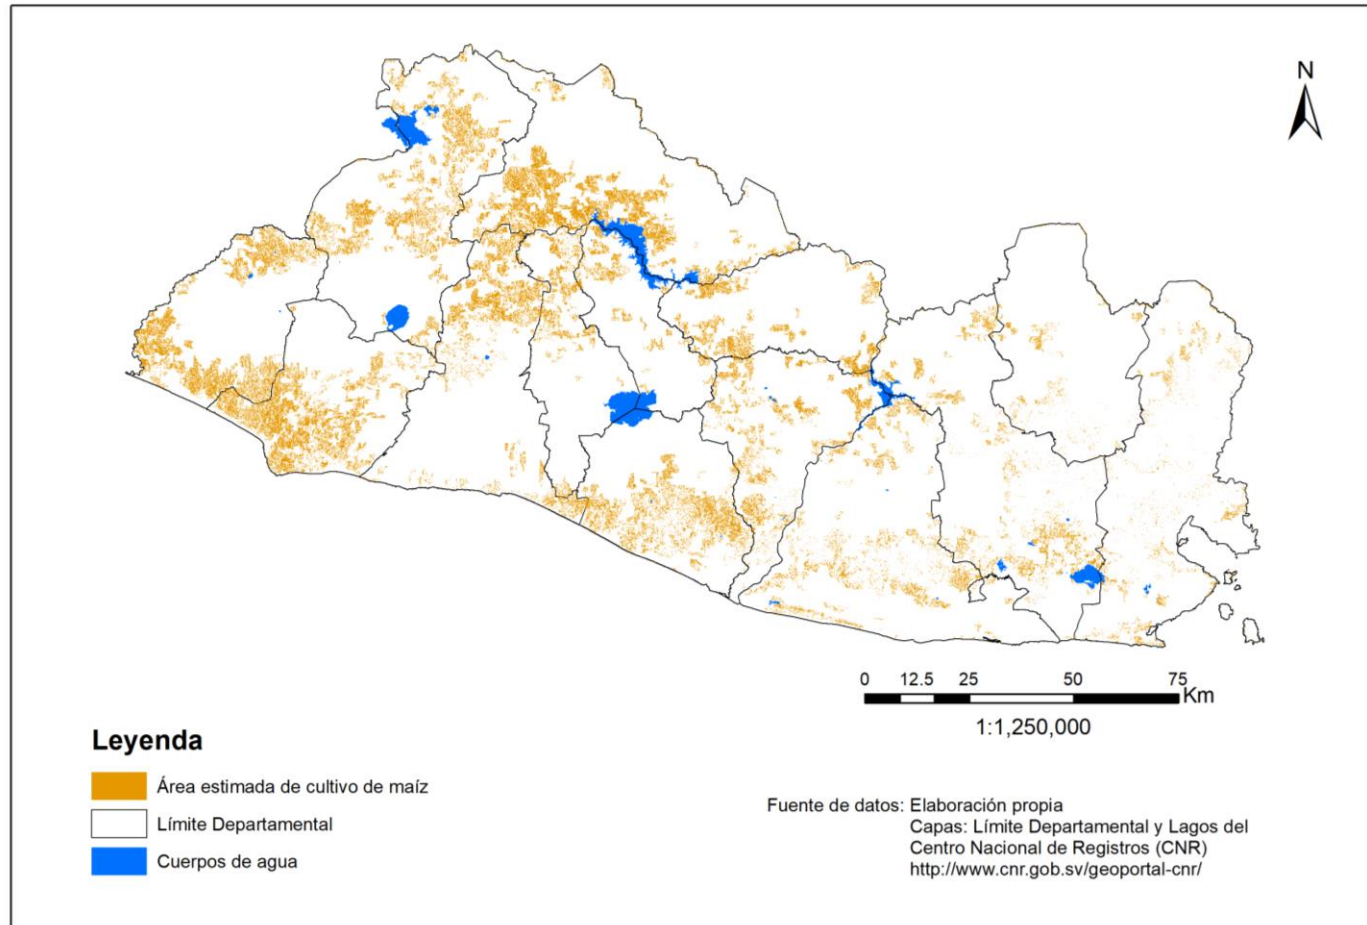 N
0 12.5 25 50 75
Km
1:1,250,000
Leyenda
Área estimada de cultivo de maíz
Límite Departamental
Cuerpos de agua
Fuente de datos: Elaboración propia
Capas: Límite Departamental y Lagos del
Centro Nacional de Registros (CNR)
http://www.cnr.gob.sv/geoportal-cnr/